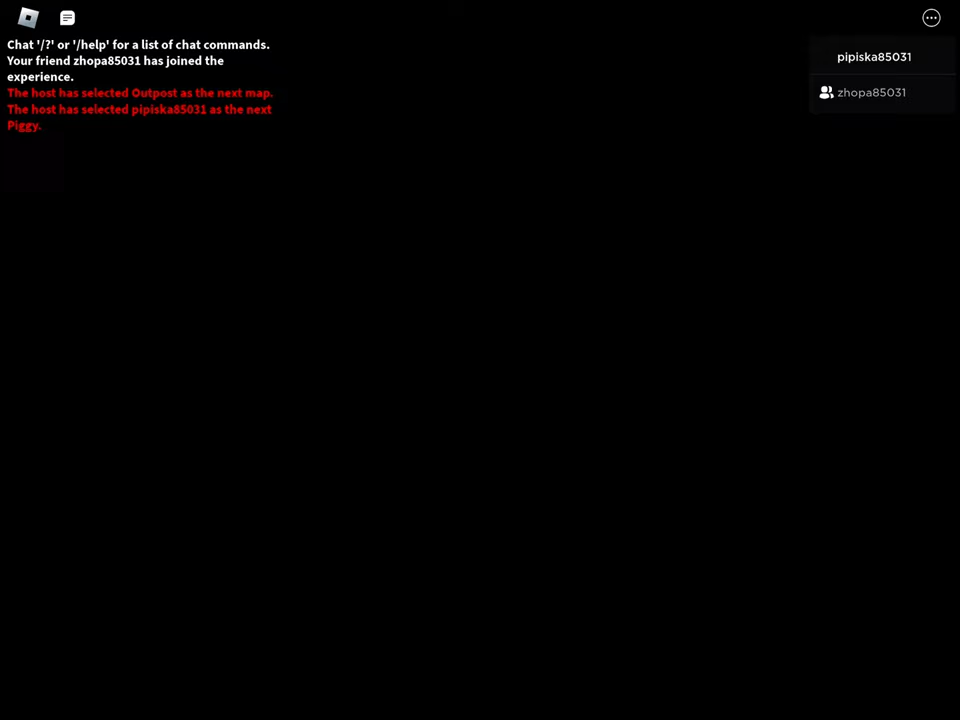 Chat '/?' or '/help' for a list of chat commands.
Your friend zhopa85031 has joined the
experience.
The host has selected Outpost as the next map.
The host has selected pipiska85031 as the next
Piggy.
pipiska85031
zhopa85031